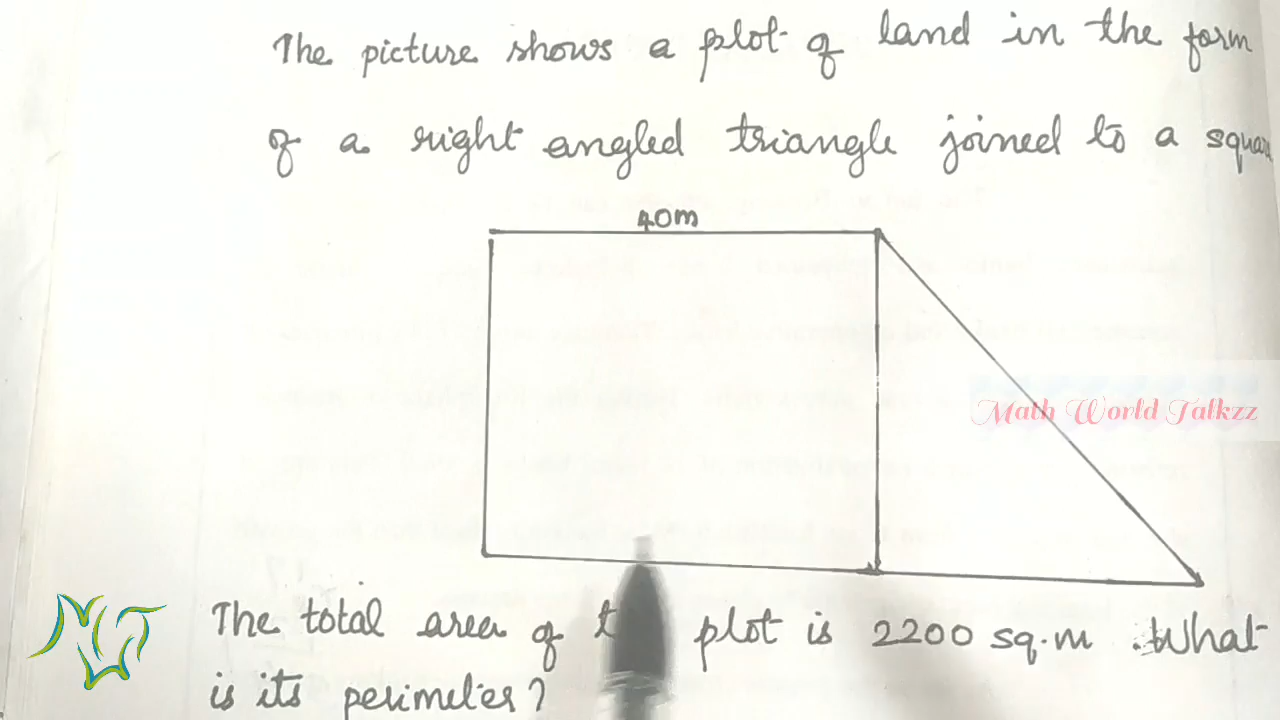 The picture shows a plot of land in the form
of a right angled triangle joined to a square
40m
Math World Talkzz
The total area of plot is 2200 sq.m. What
is its perimeter?